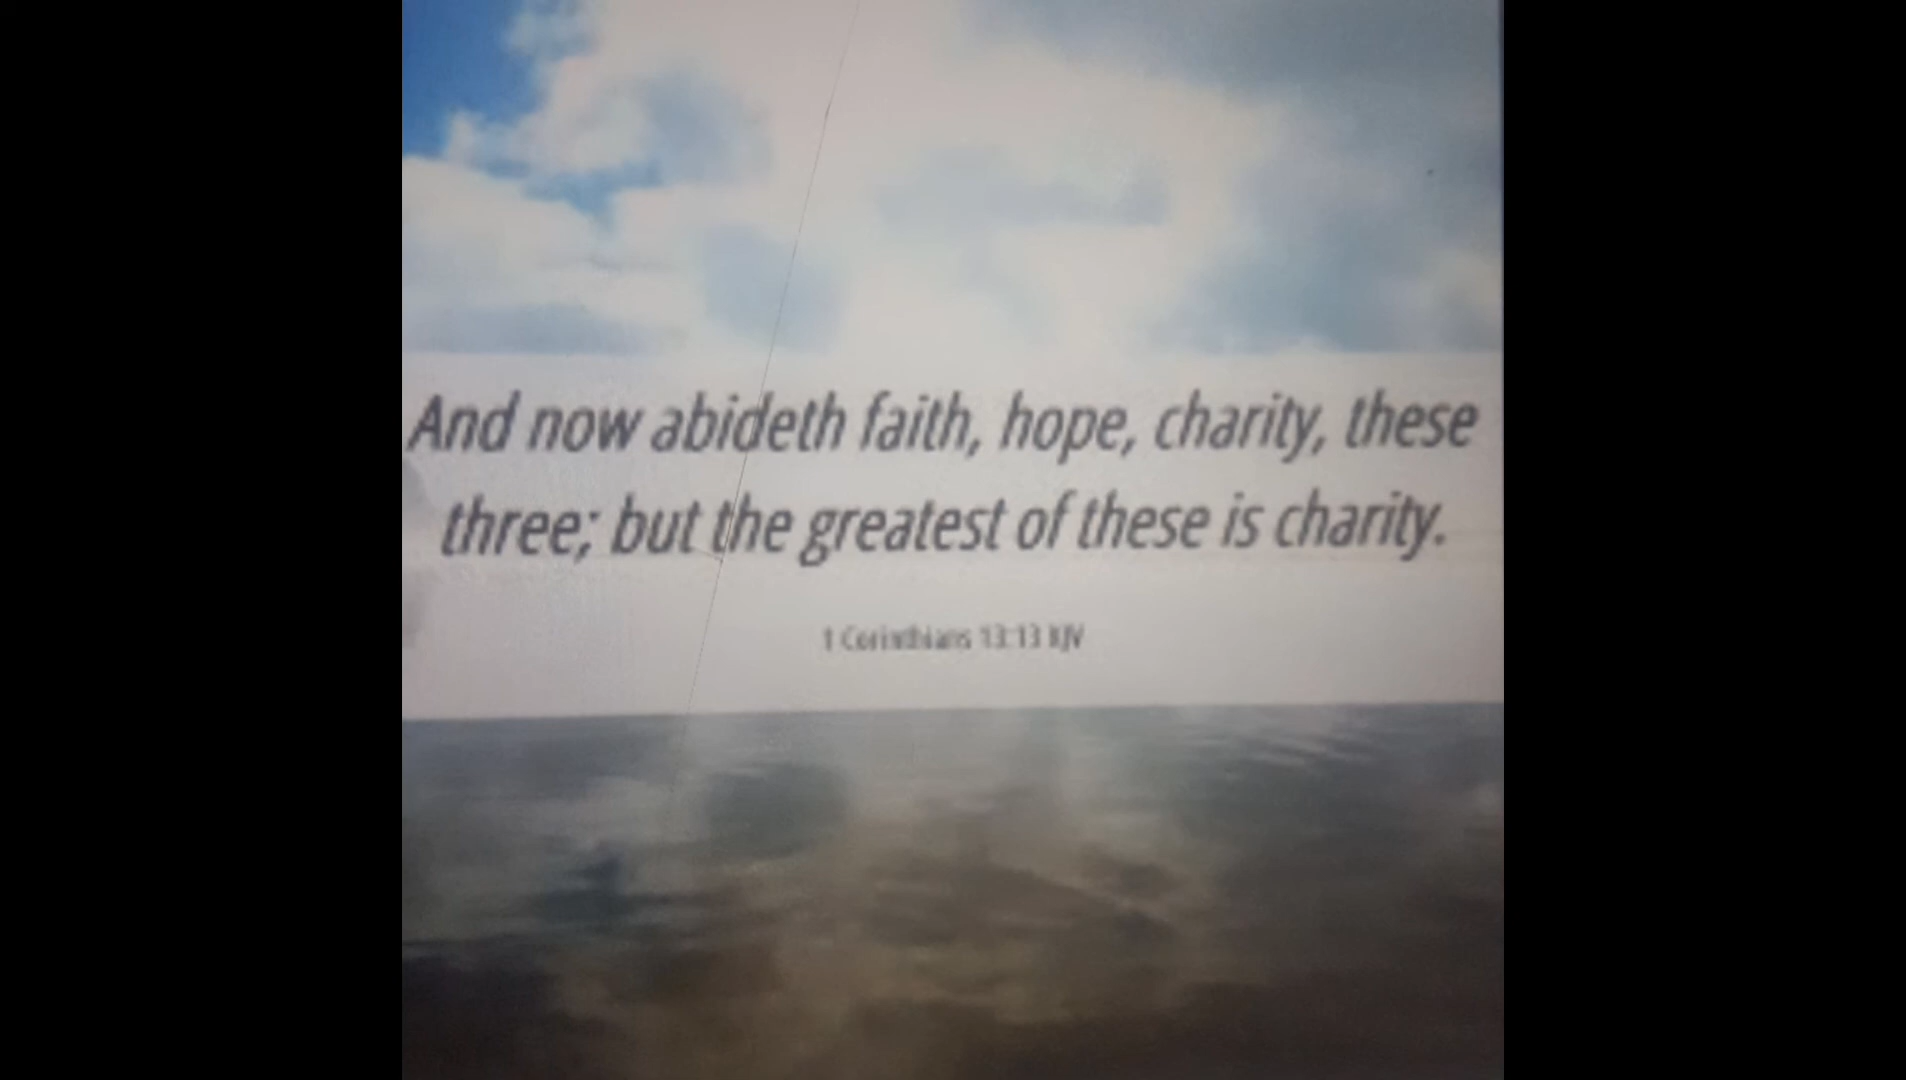 And now abideth faith, hope, charity, these
three; but the greatest of these is charity.
1 Corinthians 13:13 KJV